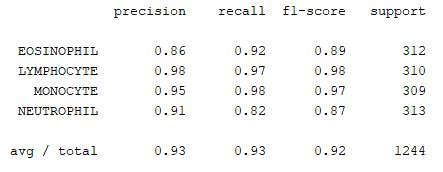 precision recall f1-score support
EOSINOPHIL 0.86 0.92 0.89 312
LYMPHOCYTE 0.98 0.97 0.98 310
MONOCYTE 0.95 0.98 0.97 309
NEUTROPHIL 0.91 0.82 0.87 313
avg / total 0.93 0.93 0.92 1244